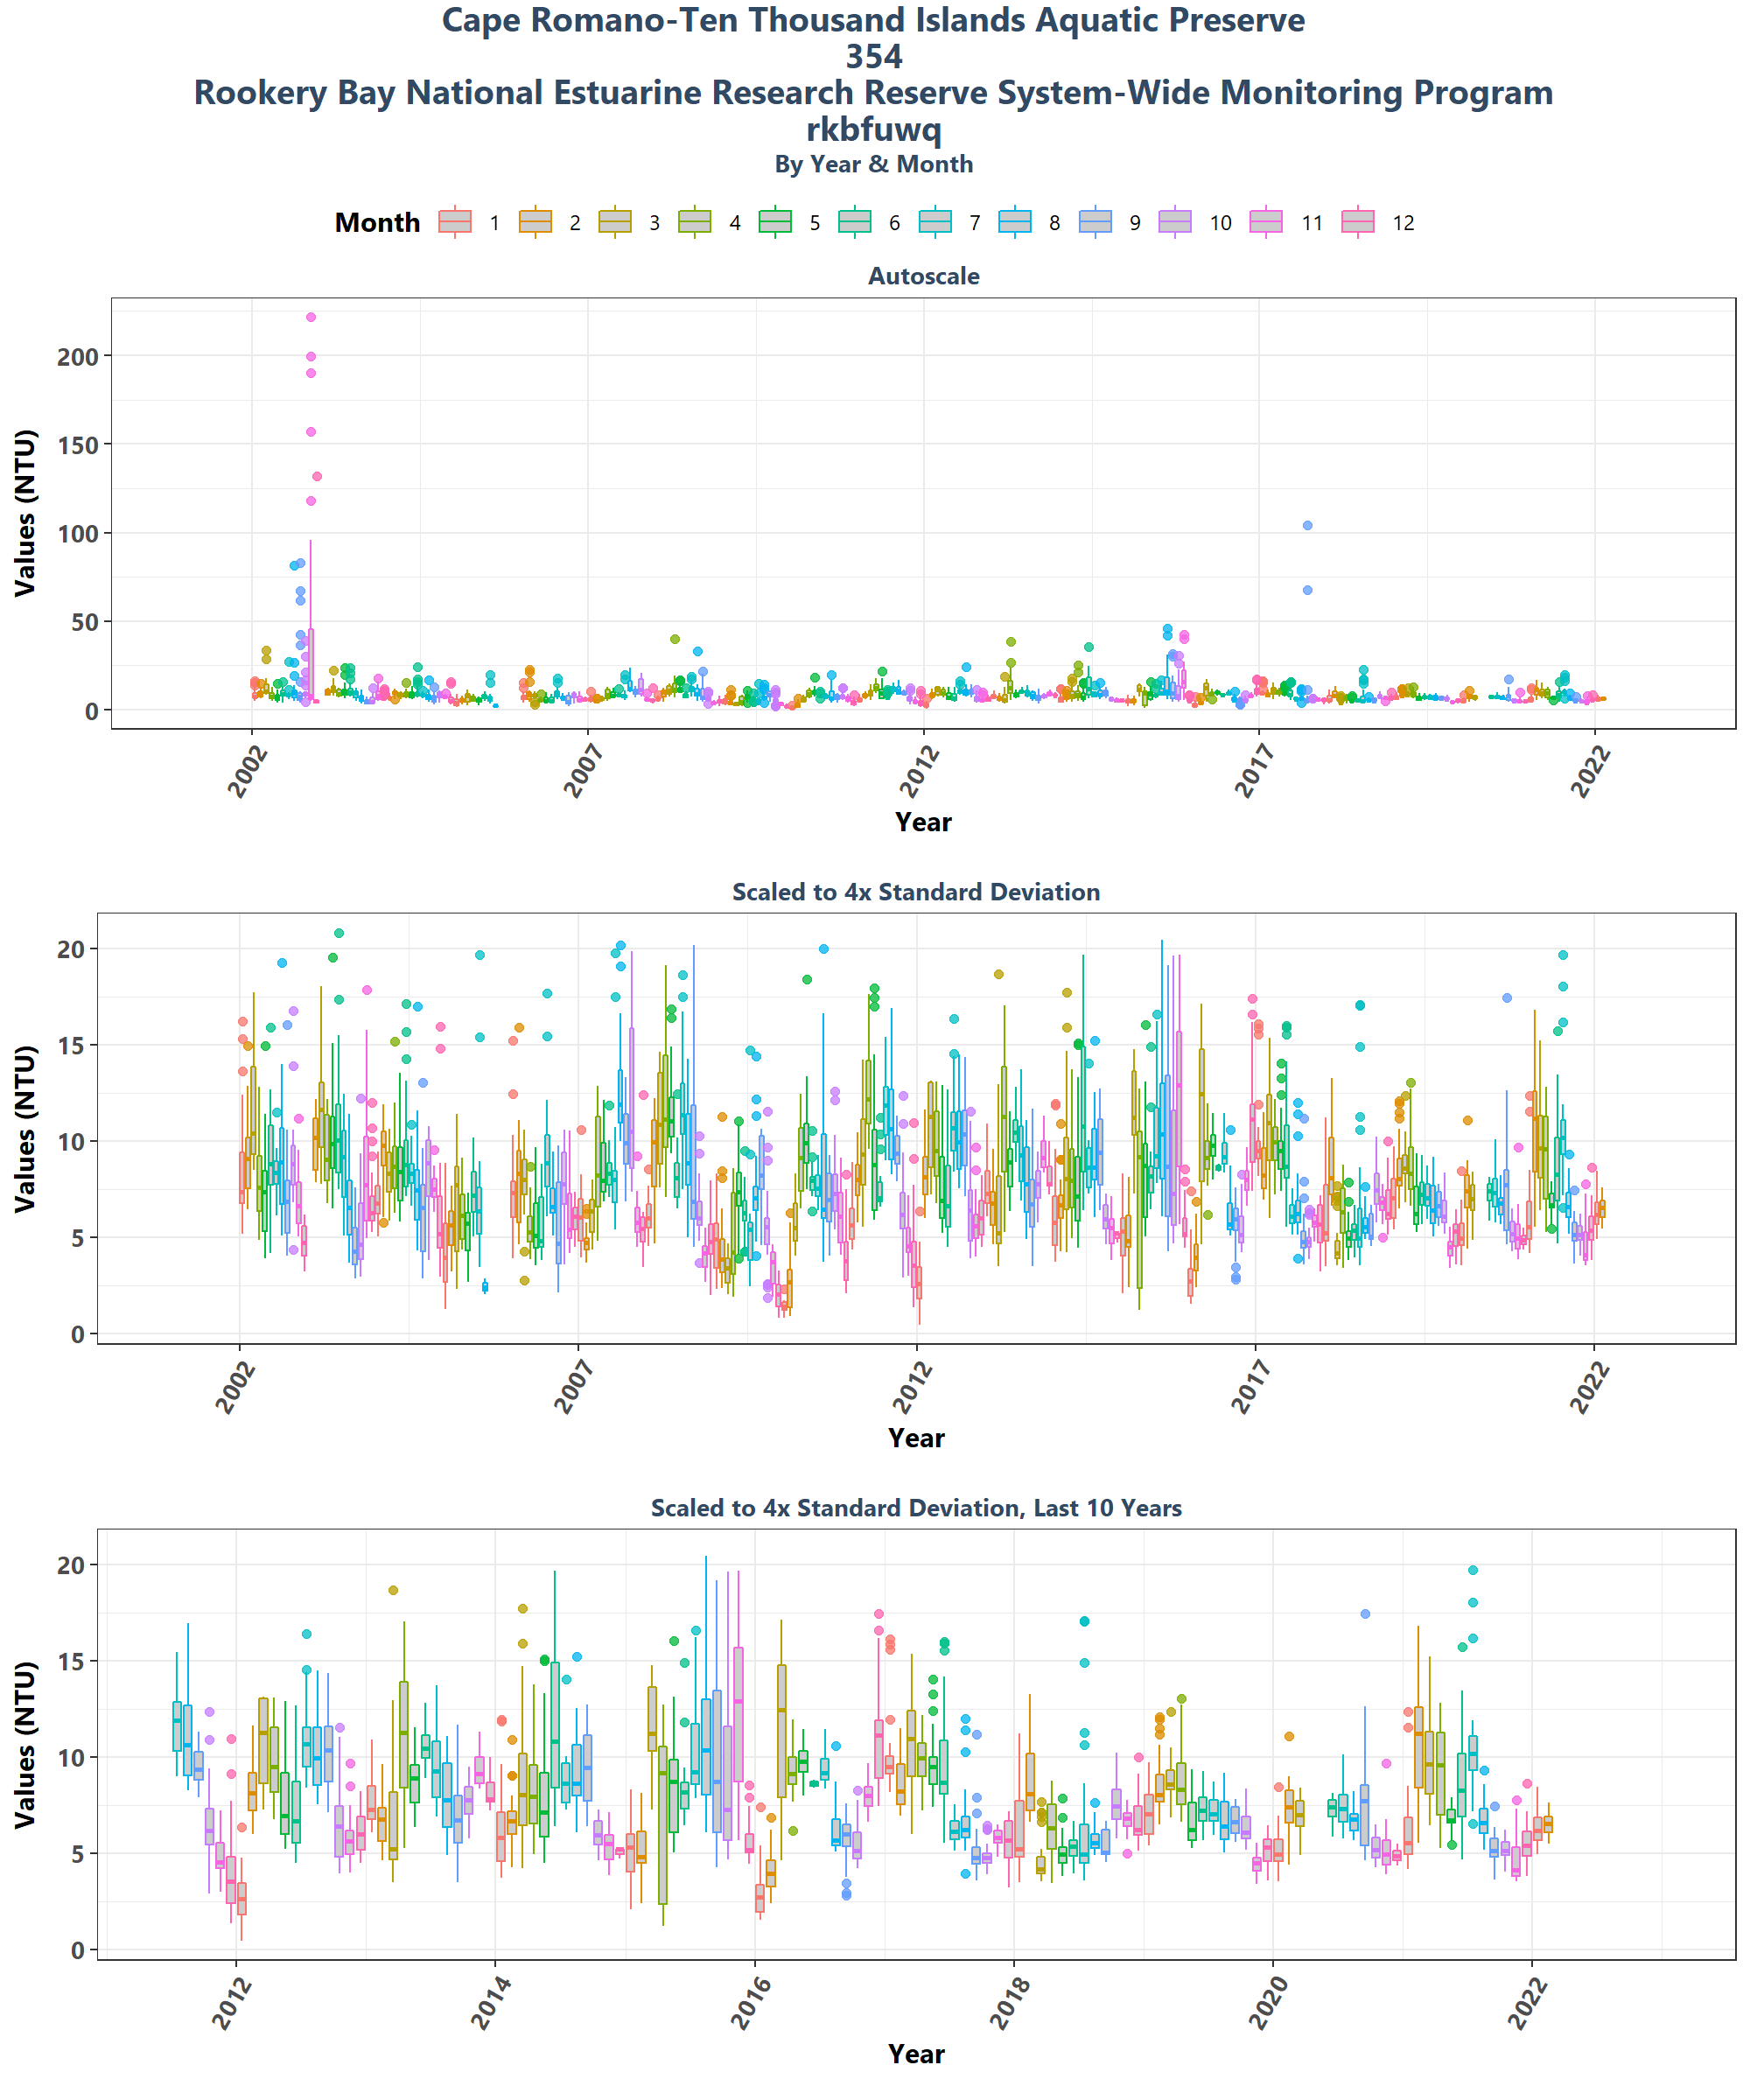 Cape Romano-Ten Thousand Islands Aquatic Preserve
354
Rookery Bay National Estuarine Research Reserve System-Wide Monitoring Program
rkbfuwq
By Year & Month
Month 1 2 3 4 5 6 7 8 9 10 11 12
Autoscale
Values (NTU)
200
150
100
50
0
2002 2007 2012 2017 2022
Year
Scaled to 4x Standard Deviation
Values (NTU)
20
15
10
5
0
2002 2007 2012 2017 2022
Year
Scaled to 4x Standard Deviation, Last 10 Years
Values (NTU)
20
15
10
5
0
2012 2014 2016 2018 2020 2022
Year